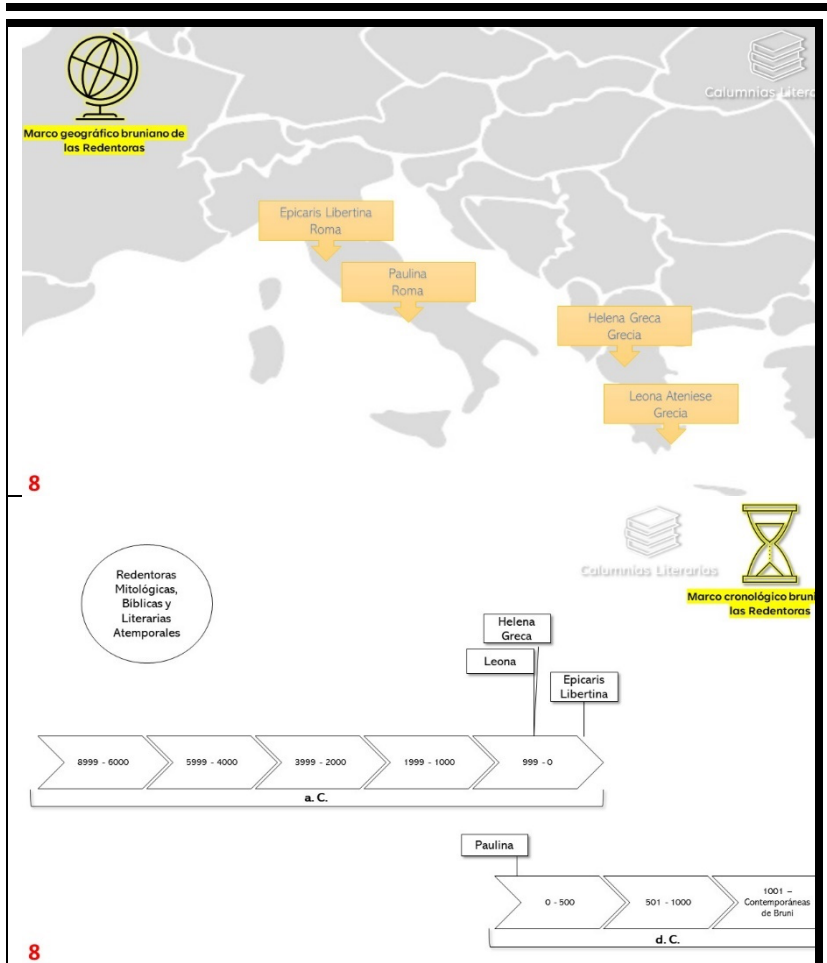 Calumnias Litera
Marco geográfico bruniano de
las Redentoras
Epicaris Libertina
Roma
Paulina
Roma
Helena Greca
Grecia
Leona Ateniese
Grecia
8
Calumnias Literarias
Marco cronológico bruni
las Redentoras
Redentoras
Mitológicas,
Bíblicas y
Literarias
Atemporales
Helena
Greca
Leona
Epicaris
Libertina
8999 - 6000
5999 - 4000
3999 - 2000
1999 - 1000
999 - 0
a. C.
Paulina
0 - 500
501 - 1000
1001 –
Contemporáneas
de Bruni
d. C.
8